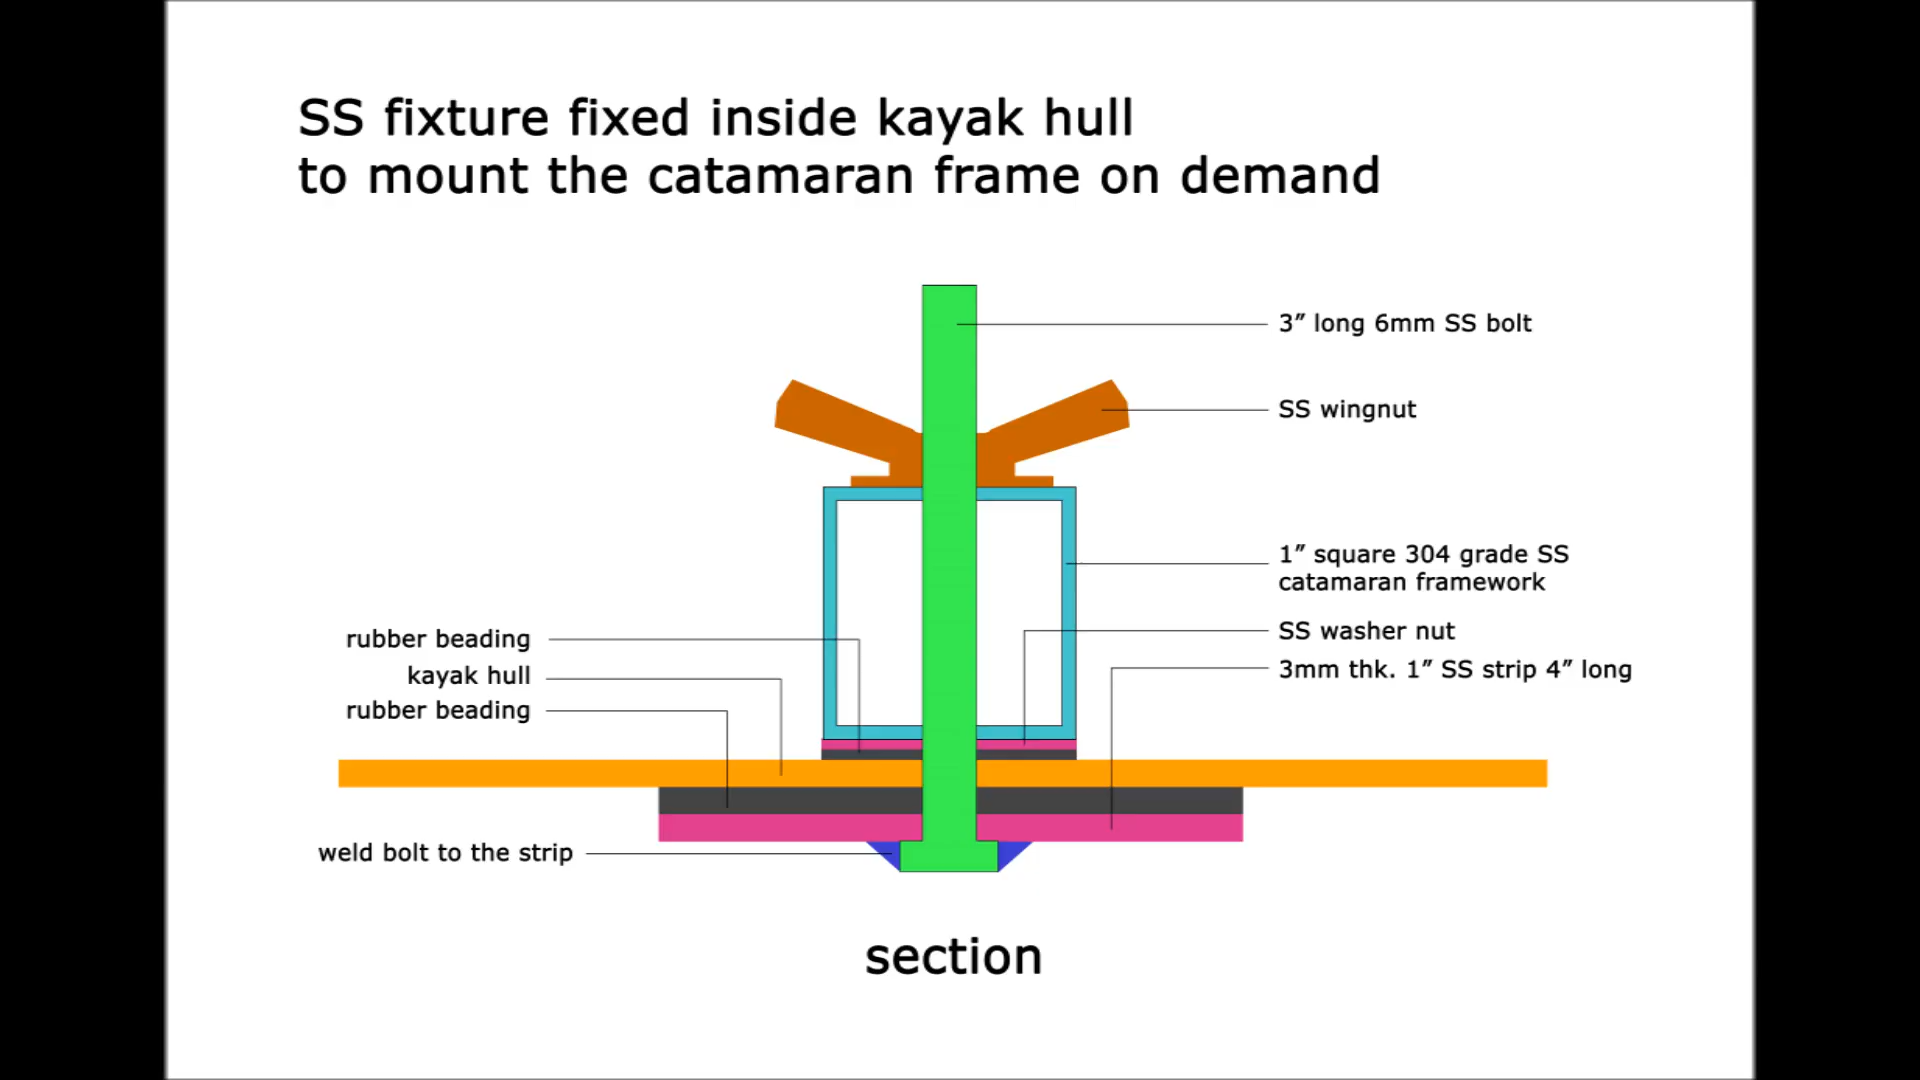 SS fixture fixed inside kayak hull
to mount the catamaran frame on demand
3” long 6mm SS bolt
SS wingnut
1” square 304 grade SS
catamaran framework
SS washer nut
3mm thk. 1” SS strip 4” long
rubber beading
kayak hull
rubber beading
weld bolt to the strip
section